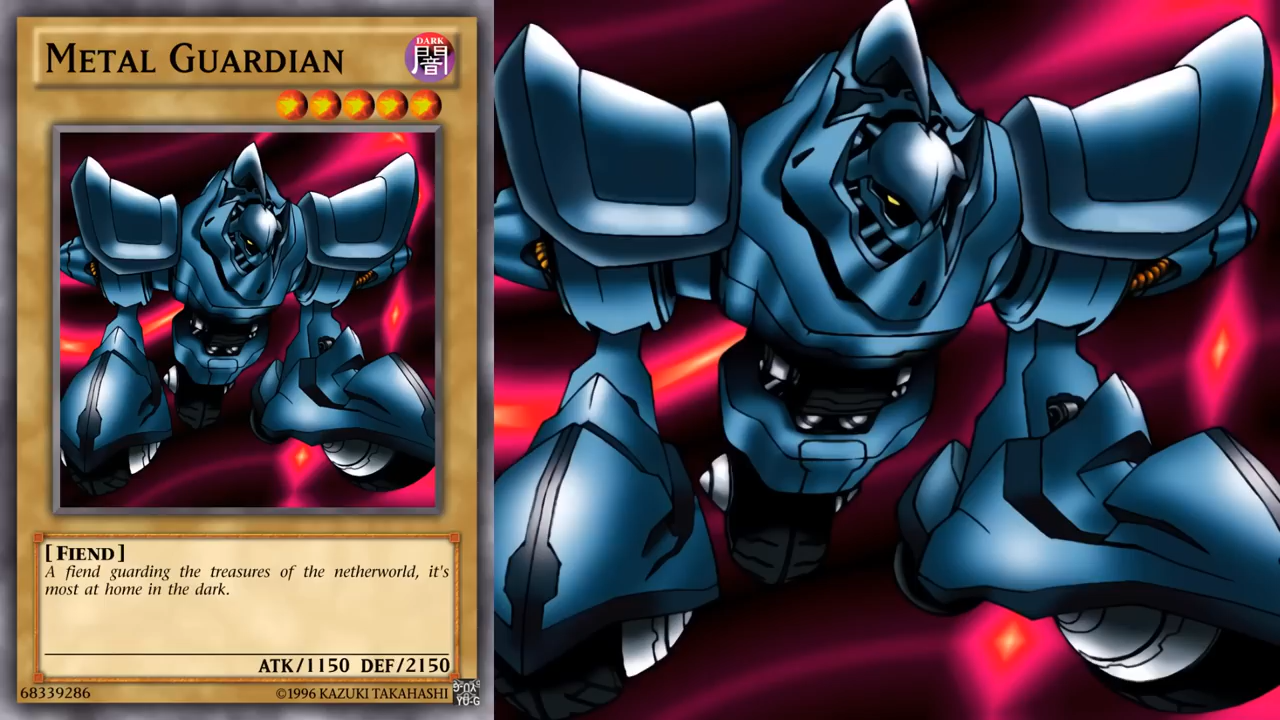 METAL GUARDIAN
DARK
闇
[ FIEND ]
A fiend guarding the treasures of the netherworld, it's
most at home in the dark.
ATK/1150 DEF/2150
68339286
©1996 KAZUKI TAKAHASHI